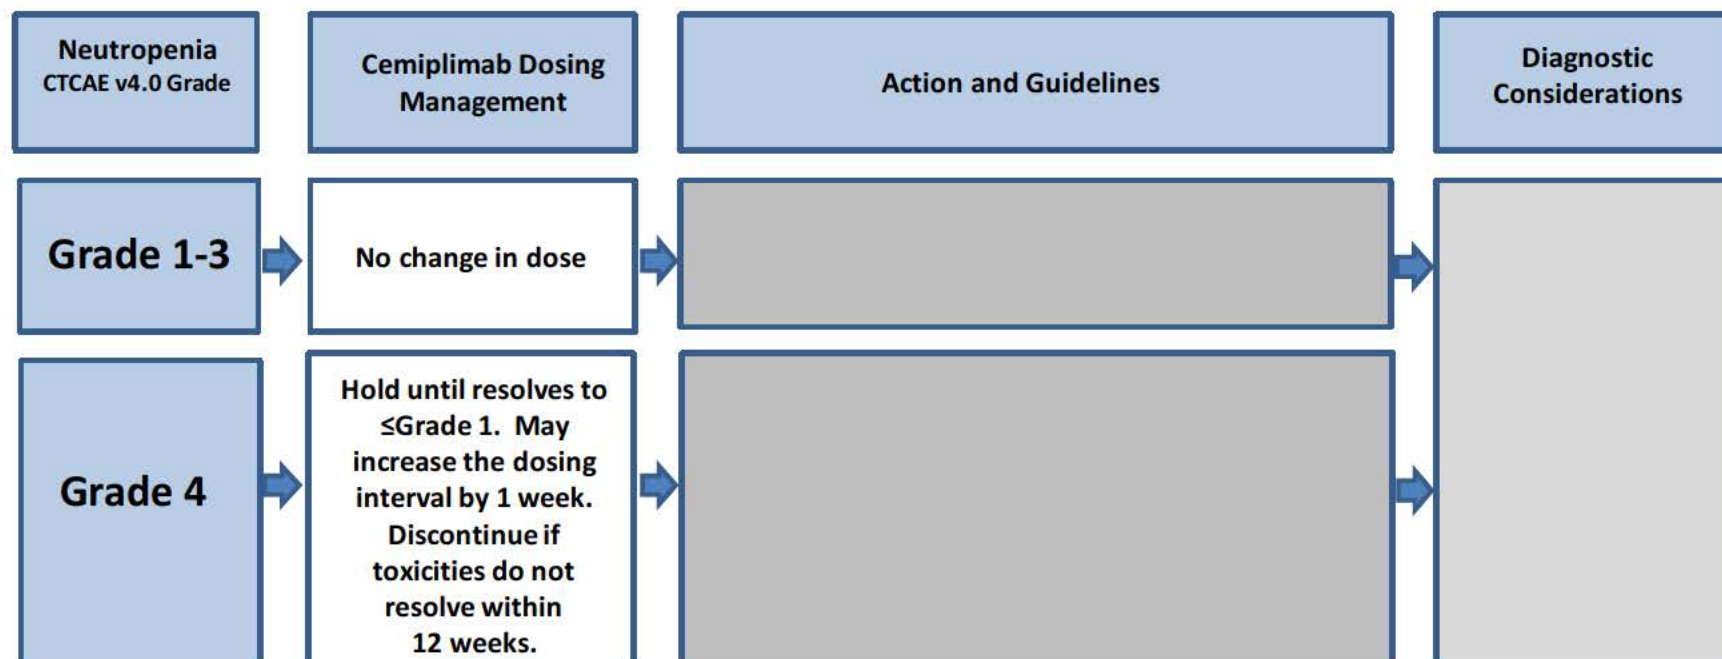 Neutropenia
CTCAE v4.0 Grade
Cemiplimab Dosing
Management
Action and Guidelines
Diagnostic
Considerations
Grade 1-3
No change in dose
Grade 4
Hold until resolves to
≤Grade 1.  May
increase the dosing
interval by 1 week.
Discontinue if
toxicities do not
resolve within
12 weeks.